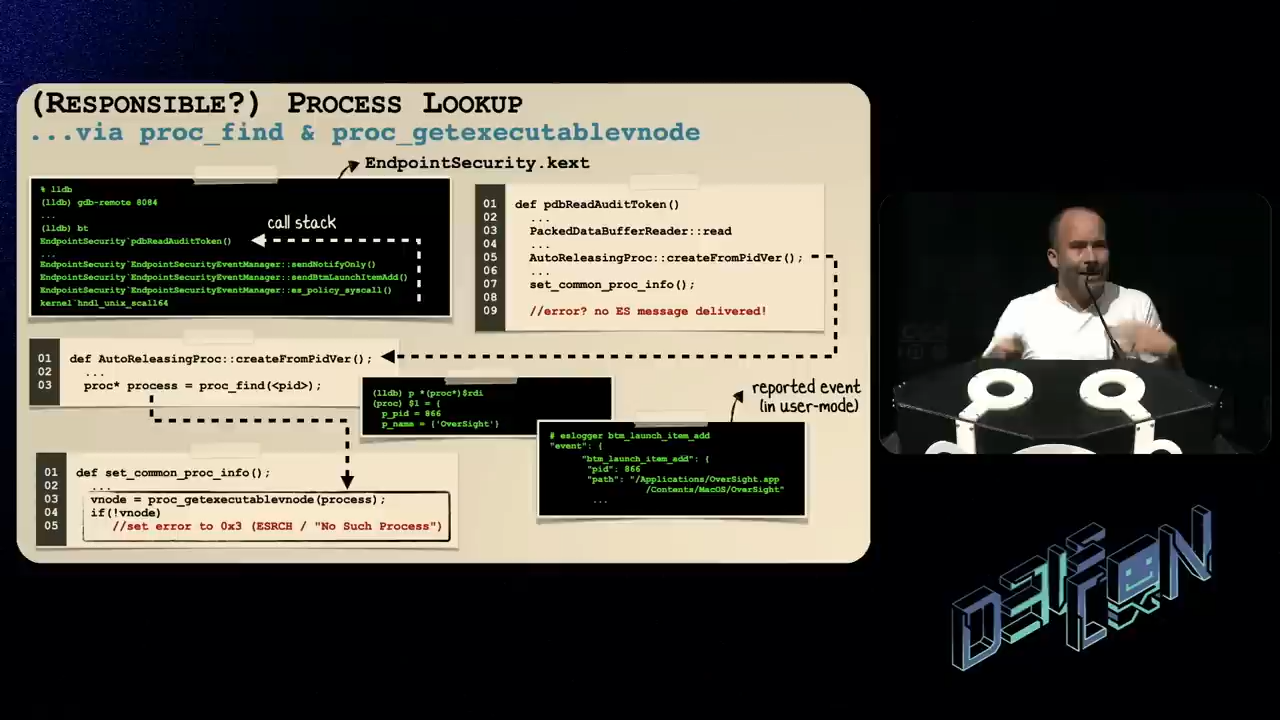 (Responsible?) Process Lookup
...via proc_find & proc_getexecutablevnode
EndpointSecurity.kext
% lldb
(lldb) gdb-remote 8084
...
(lldb) bt
EndpointSecurity`pdbReadAuditToken()
...
EndpointSecurity`EndpointSecurityEventManager::sendNotifyOnly()
EndpointSecurity`EndpointSecurityEventManager::sendBtmLaunchItemAdd()
EndpointSecurity`EndpointSecurityEventManager::es_policy_syscall()
kernel`hndl_unix_scall64
call stack
01 def pdbReadAuditToken()
02 ...
03 PackedDataBufferReader::read
04 ...
05 AutoReleasingProc::createFromPidVer();
06 ...
07 set_common_proc_info();
08
09 //error? no ES message delivered!
01 def AutoReleasingProc::createFromPidVer();
02 ...
03 proc* process = proc_find(<pid>);
(lldb) p *(proc*)$rdi
(proc) $1 = {
p_pid = 866
p_name = {'OverSight'}
reported event
(in user-mode)
# eslogger btm_launch_item_add
"event": {
"btm_launch_item_add": {
"pid": 866
"path": "/Applications/OverSight.app
/Contents/MacOS/OverSight"
...
01 def set_common_proc_info();
02 ...
03 vnode = proc_getexecutablevnode(process);
04 if(!vnode)
05 //set error to 0x3 (ESRCH / "No Such Process")
DEF CON